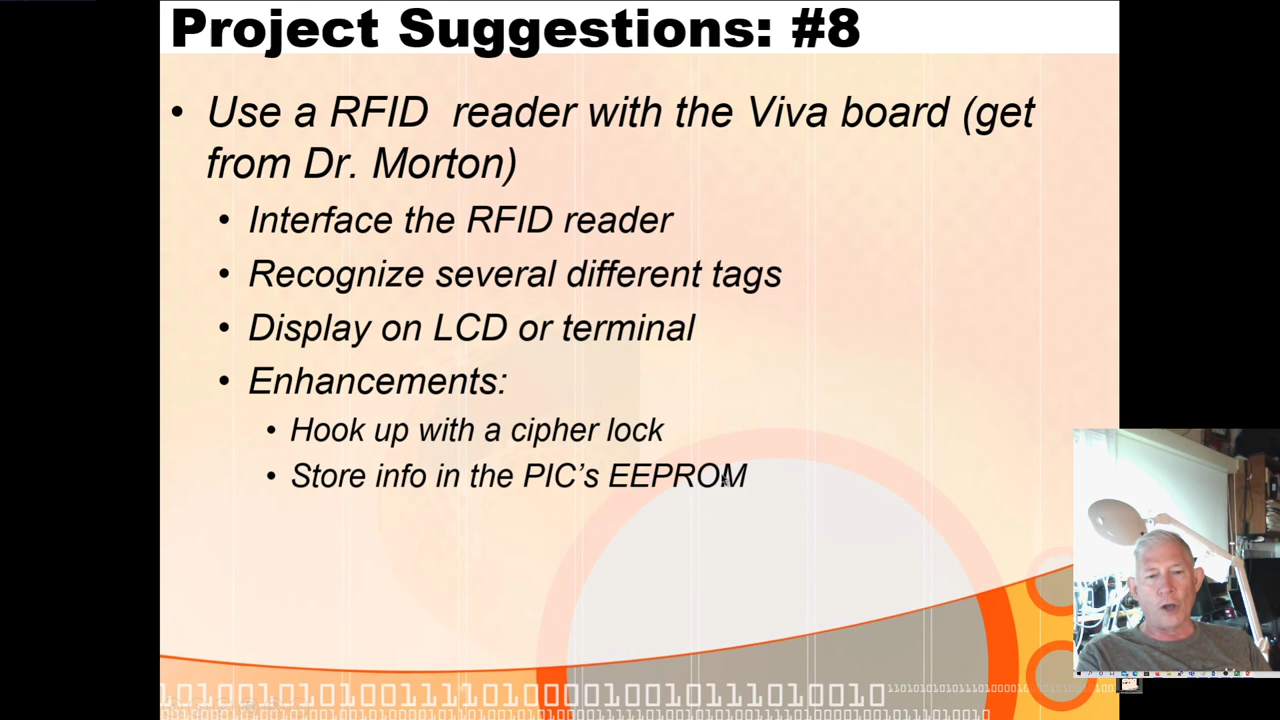 Project Suggestions: #8
• Use a RFID reader with the Viva board (get
from Dr. Morton)
• Interface the RFID reader
• Recognize several different tags
• Display on LCD or terminal
• Enhancements:
• Hook up with a cipher lock
• Store info in the PIC’s EEPROM